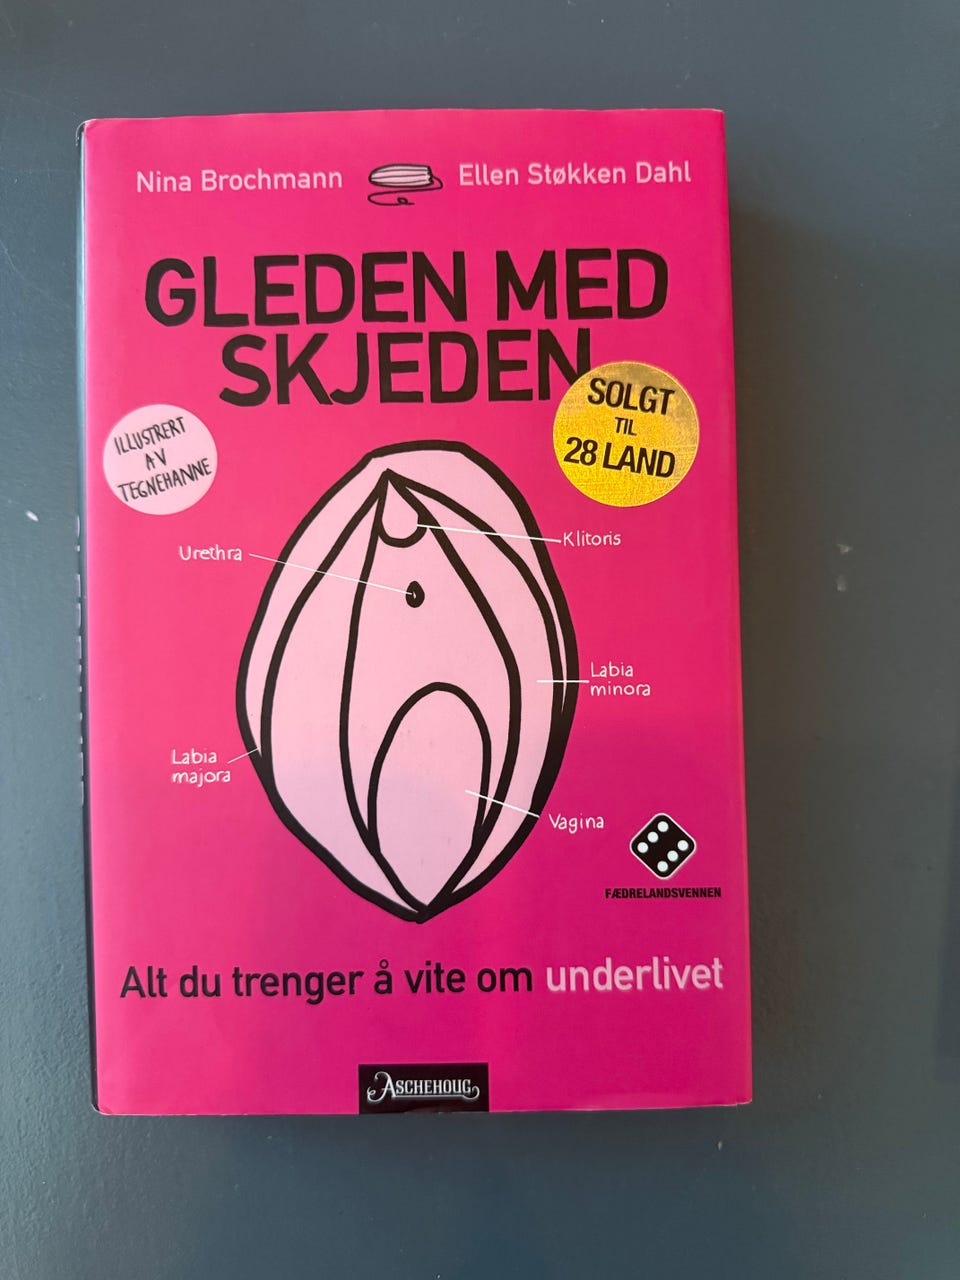 Nina Brochmann
Ellen Støkken Dahl
GLEDEN MED
SKJEDEN
SOLGT
TIL
28 LAND
ILLUSTRERT
AV
TEGNEHANNE
Urethra
Klitoris
Labia
minora
Labia
majora
Vagina
FÆDRELANDSVENNEN
Alt du trenger å vite om underlivet
ASCHEHOUG